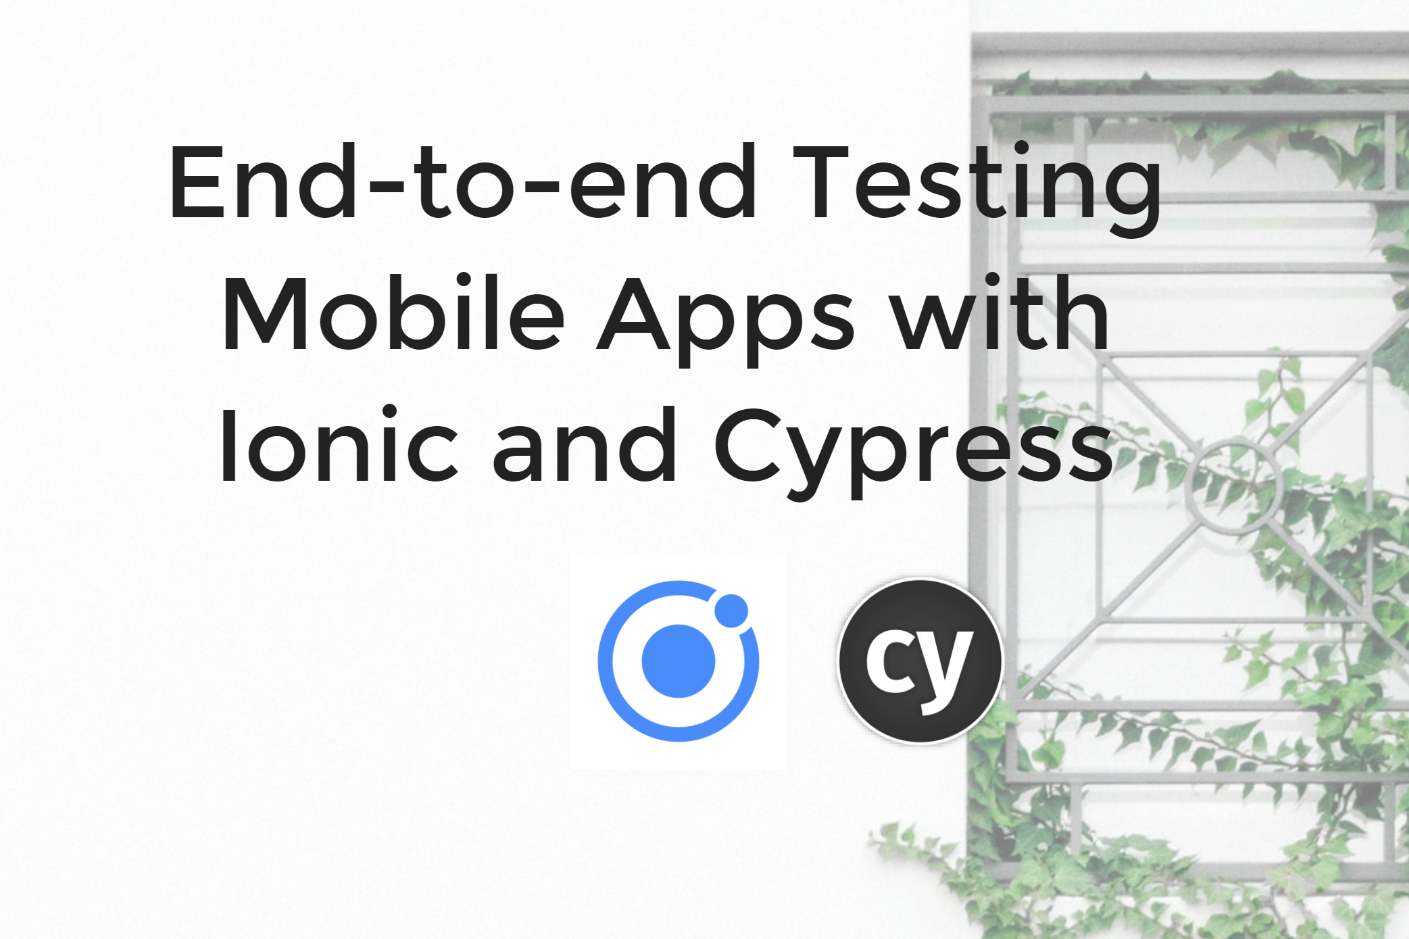 End-to-end Testing
Mobile Apps with
Ionic and Cypress
cy